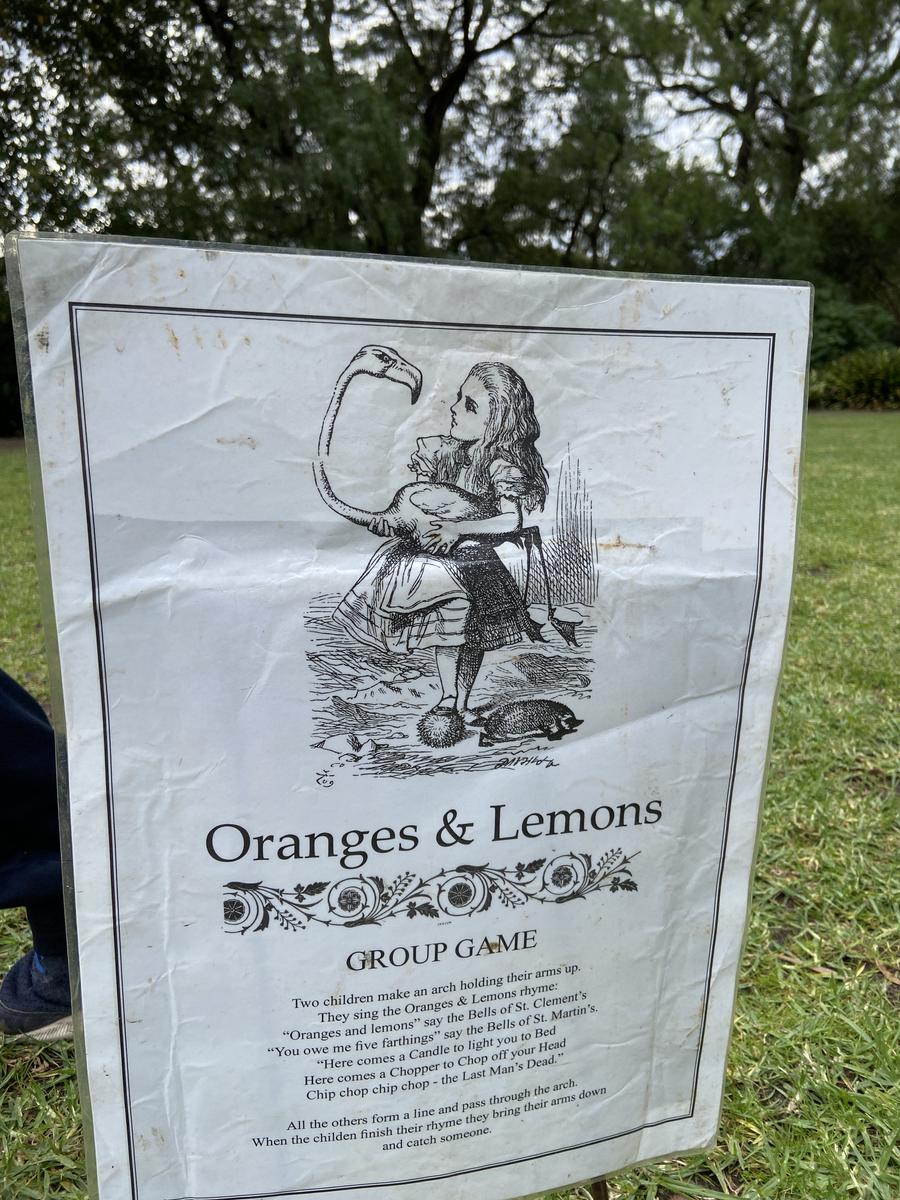 Oranges & Lemons
GROUP GAME
Two children make an arch holding their arms up.
They sing the Oranges & Lemons rhyme:
“Oranges and lemons” say the Bells of St. Clement’s
“You owe me five farthings” say the Bells of St. Martin’s.
“Here comes a Candle to light you to Bed
Here comes a Chopper to Chop off your Head
Chip chop chip chop - the Last Man’s Dead.”
All the others form a line and pass through the arch.
When the childen finish their rhyme they bring their arms down
and catch someone.